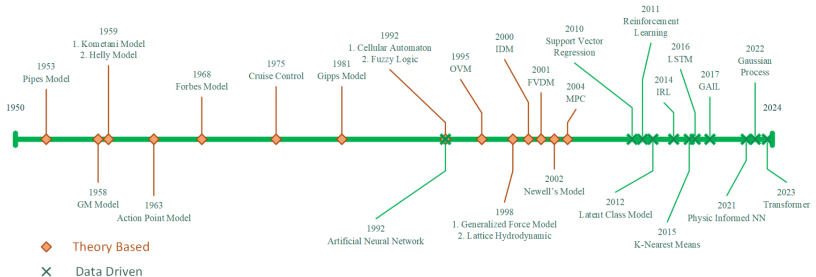 1950
1953
Pipes Model
1958
GM Model
1959
1. Kometani Model
2. Helly Model
1963
Action Point Model
1968
Forbes Model
1975
Cruise Control
1981
Gipps Model
1992
1. Cellular Automaton
2. Fuzzy Logic
1992
Artificial Neural Network
1995
OVM
1998
1. Generalized Force Model
2. Lattice Hydrodynamic
2000
IDM
2001
FVDM
2002
Newell's Model
2004
MPC
2010
Support Vector
Regression
2011
Reinforcement
Learning
2012
Latent Class Model
2014
IRL
2015
K-Nearest Means
2016
LSTM
2017
GAIL
2021
Physic Informed NN
2022
Gaussian
Process
2023
Transformer
2024
Theory Based
Data Driven